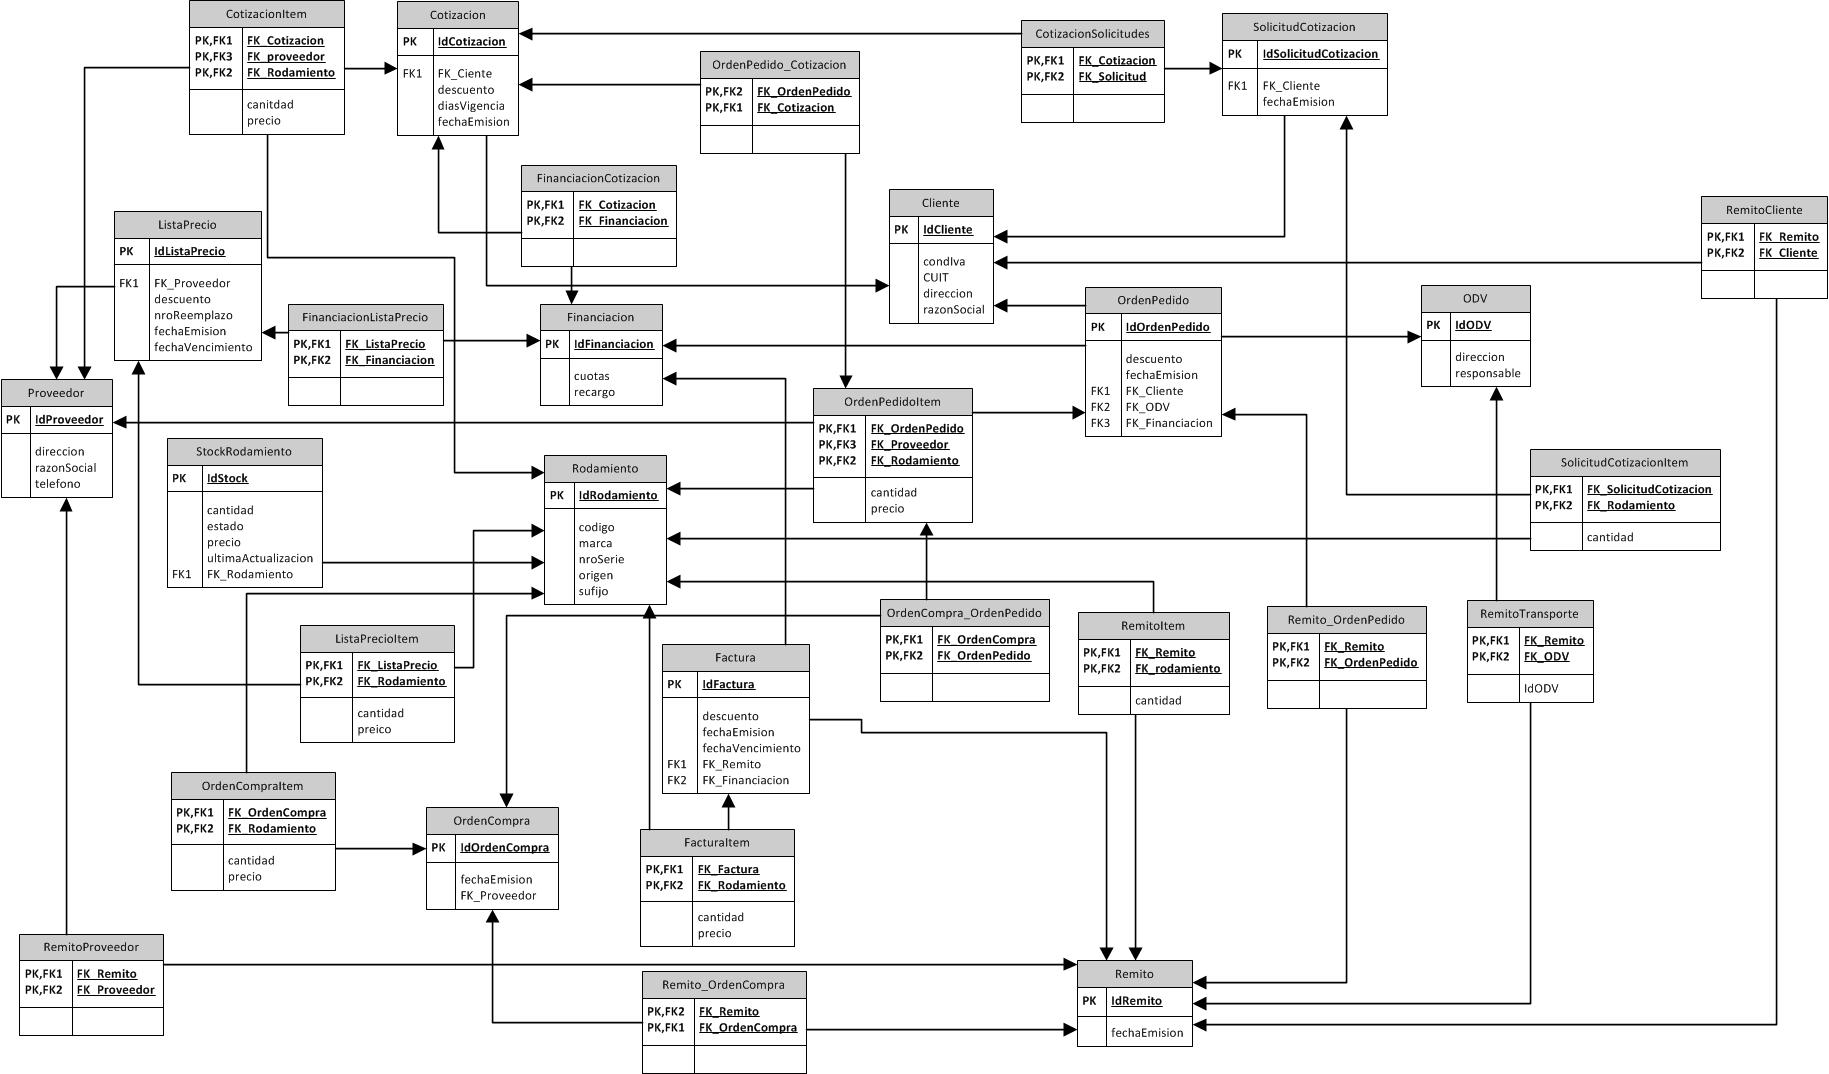 CotizacionItem
PK,FK1 FK_Cotizacion
PK,FK3 FK_proveedor
PK,FK2 FK_Rodamiento
canitdad
precio
Cotizacion
PK IdCotizacion
FK1 FK_Ciente
descuento
diasVigencia
fechaEmision
OrdenPedido_Cotizacion
PK,FK2 FK_OrdenPedido
PK,FK1 FK_Cotizacion
CotizacionSolicitudes
PK,FK1 FK_Cotizacion
PK,FK2 FK_Solicitud
SolicitudCotizacion
PK IdSolicitudCotizacion
FK1 FK_Cliente
fechaEmision
FinanciacionCotizacion
PK,FK1 FK_Cotizacion
PK,FK2 FK_Financiacion
Cliente
PK IdCliente
condIva
CUIT
direccion
razonSocial
RemitoCliente
PK,FK1 FK_Remito
PK,FK2 FK_Cliente
ListaPrecio
PK IdListaPrecio
FK1 FK_Proveedor
descuento
nroReemplazo
fechaEmision
fechaVencimiento
FinanciacionListaPrecio
PK,FK1 FK_ListaPrecio
PK,FK2 FK_Financiacion
Financiacion
PK IdFinanciacion
cuotas
recargo
OrdenPedido
PK IdOrdenPedido
descuento
fechaEmision
FK1 FK_Cliente
FK2 FK_ODV
FK3 FK_Financiacion
ODV
PK IdODV
direccion
responsable
Proveedor
PK IdProveedor
direccion
razonSocial
telefono
OrdenPedidoItem
PK,FK1 FK_OrdenPedido
PK,FK3 FK_Proveedor
PK,FK2 FK_Rodamiento
cantidad
precio
StockRodamiento
PK IdStock
cantidad
estado
precio
ultimaActualizacion
FK1 FK_Rodamiento
Rodamiento
PK IdRodamiento
codigo
marca
nroSerie
origen
sufijo
SolicitudCotizacionItem
PK,FK1 FK_SolicitudCotizacion
PK,FK2 FK_Rodamiento
cantidad
ListaPrecioItem
PK,FK1 FK_ListaPrecio
PK,FK2 FK_Rodamiento
cantidad
preico
Factura
PK IdFactura
descuento
fechaEmision
fechaVencimiento
FK1 FK_Remito
FK2 FK_Financiacion
OrdenCompra_OrdenPedido
PK,FK1 FK_OrdenCompra
PK,FK2 FK_OrdenPedido
RemitoItem
PK,FK1 FK_Remito
PK,FK2 FK_rodamiento
cantidad
Remito_OrdenPedido
PK,FK1 FK_Remito
PK,FK2 FK_OrdenPedido
RemitoTransporte
PK,FK1 FK_Remito
PK,FK2 FK_ODV
IdODV
OrdenCompraItem
PK,FK1 FK_OrdenCompra
PK,FK2 FK_Rodamiento
cantidad
precio
OrdenCompra
PK IdOrdenCompra
fechaEmision
FK_Proveedor
FacturaItem
PK,FK1 FK_Factura
PK,FK2 FK_Rodamiento
cantidad
precio
RemitoProveedor
PK,FK1 FK_Remito
PK,FK2 FK_Proveedor
Remito_OrdenCompra
PK,FK2 FK_Remito
PK,FK1 FK_OrdenCompra
Remito
PK IdRemito
fechaEmision